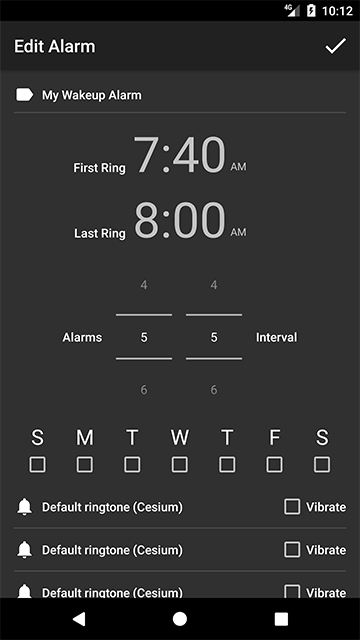 4G 10:12
Edit Alarm
My Wakeup Alarm
First Ring 7:40 AM
Last Ring 8:00 AM
4 4
Alarms 5 5 Interval
6 6
S M T W T F S
Default ringtone (Cesium) Vibrate
Default ringtone (Cesium) Vibrate
Default ringtone (Cesium) Vibrate